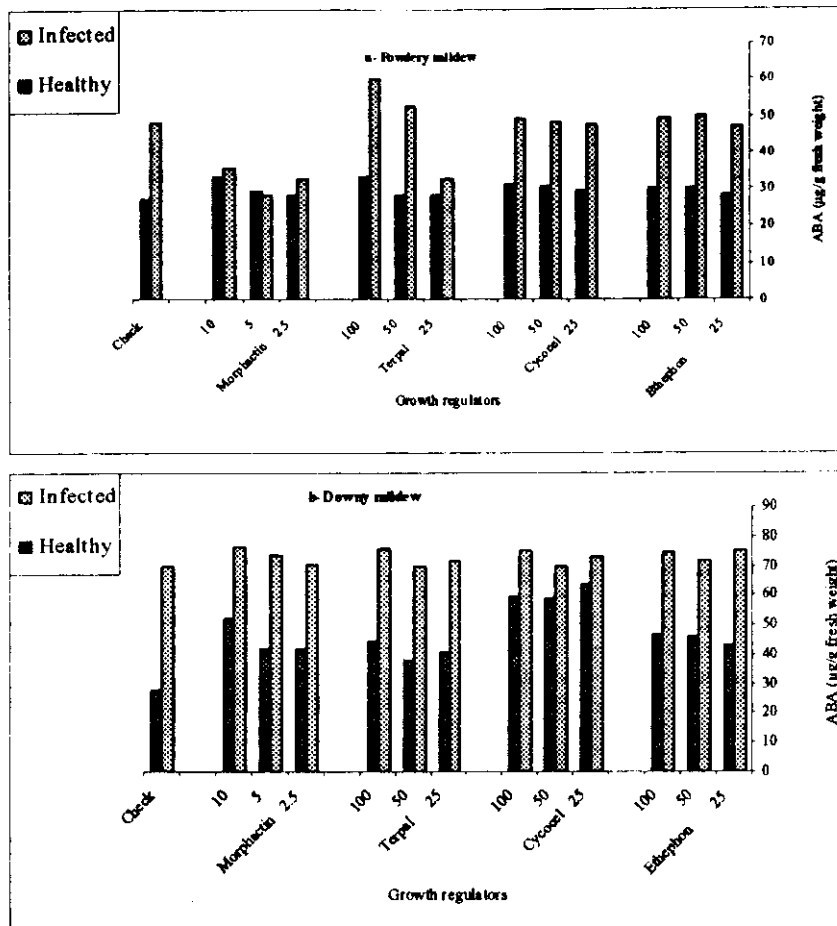 Infected
Healthy
a- Powdery mildew
70
60
50
40
30
20
10
0
ABA (µg/g fresh weight)
Check
10
5
2.5
Morphactin
100
50
25
Terpal
100
50
25
Cycocel
100
50
25
Ethephon
Growth regulators
Infected
Healthy
b- Downy mildew
90
80
70
60
50
40
30
20
10
0
ABA (µg/g fresh weight)
Check
10
5
2.5
Morphactin
100
50
25
Terpal
100
50
25
Cycocel
100
50
25
Ethephon
Growth regulators